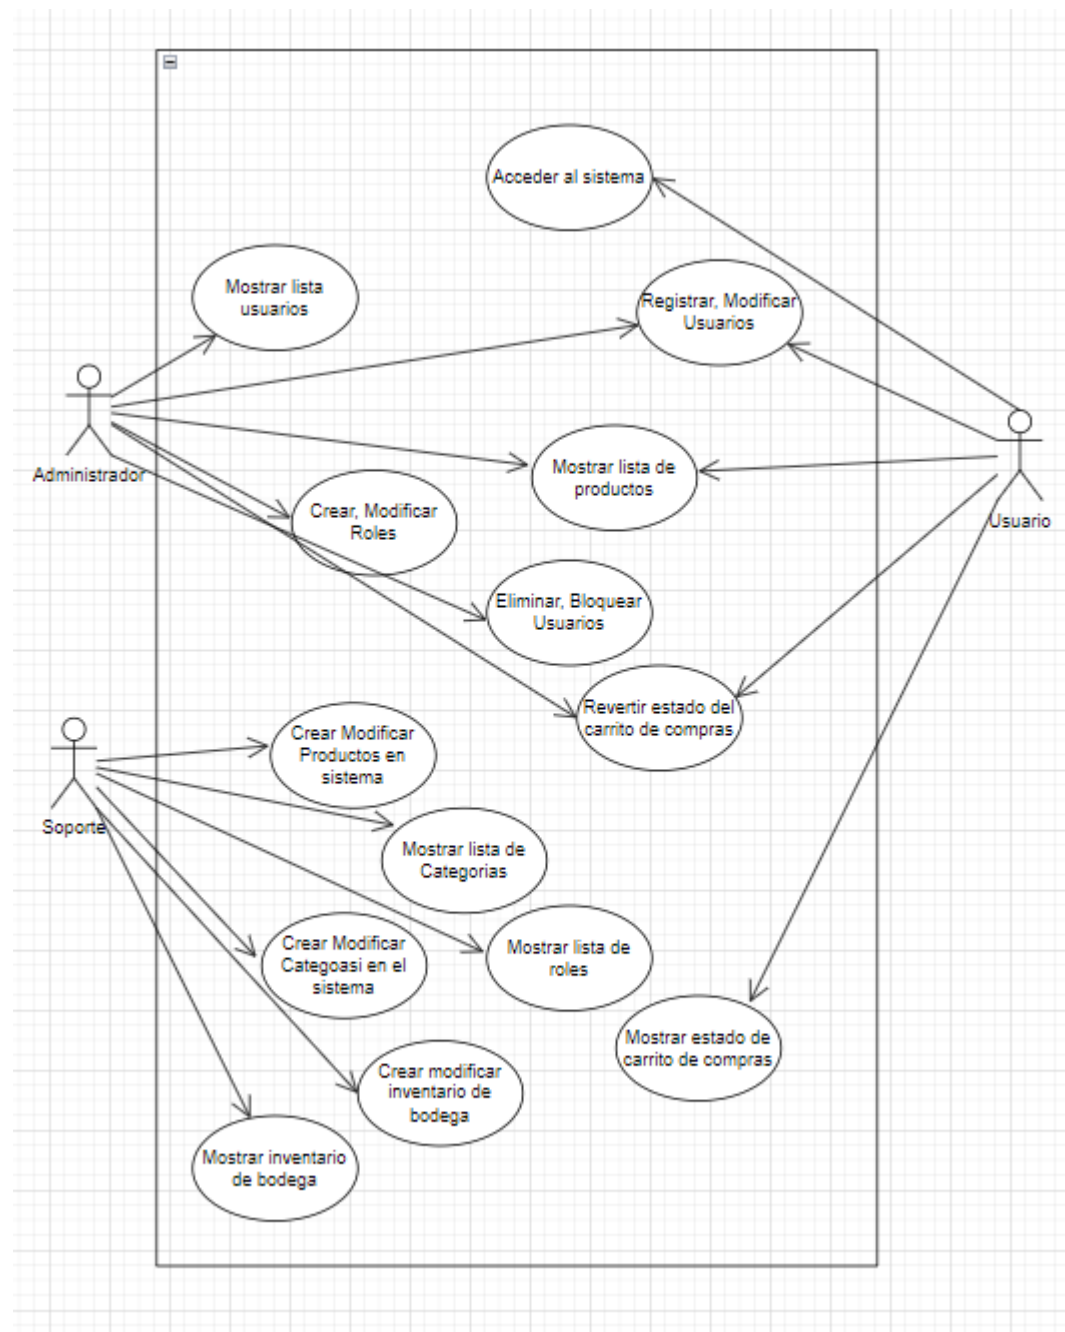 Acceder al sistema
Mostrar lista
usuarios
Registrar, Modificar
Usuarios
Administrador
Mostrar lista de
productos
Usuario
Crear, Modificar
Roles
Eliminar, Bloquear
Usuarios
Revertir estado del
carrito de compras
Crear Modificar
Productos en
sistema
Soporte
Mostrar lista de
Categorias
Crear Modificar
Categoasi en el
sistema
Mostrar lista de
roles
Mostrar estado de
carrito de compras
Crear modificar
inventario de
bodega
Mostrar inventario
de bodega